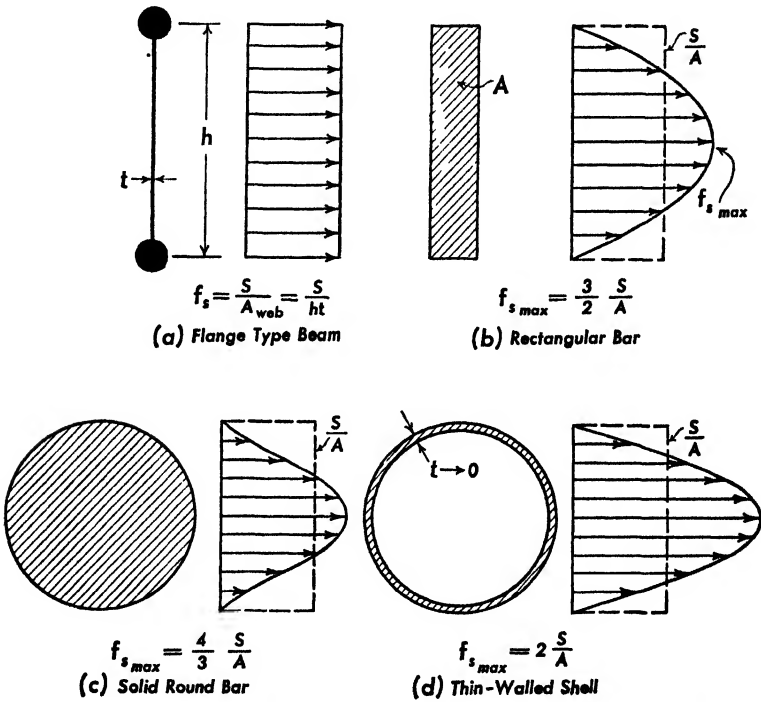 h
t
f_s = S/A_web = S/ht
(a) Flange Type Beam
A
S/A
f_s max
f_s max = 3/2 S/A
(b) Rectangular Bar
S/A
f_s max = 4/3 S/A
(c) Solid Round Bar
t→0
S/A
f_s max = 2 S/A
(d) Thin-Walled Shell